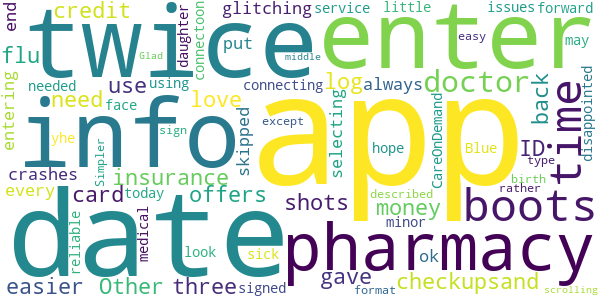 end credit twice glitching service little issues forward
flu Glad daughter connectoon put enter easy middle may
entering needed use using face connecting always doctor back disappointed
info need love log app time
yhe sign skipped selecting except hope CareOnDemand Blue ID type
crashes insurance Simpler
every card today offers shots money boots birth rather
date reliable medical look sick minor described
easier Other three signed gave pharmacy ok checkupsand
format scrolling